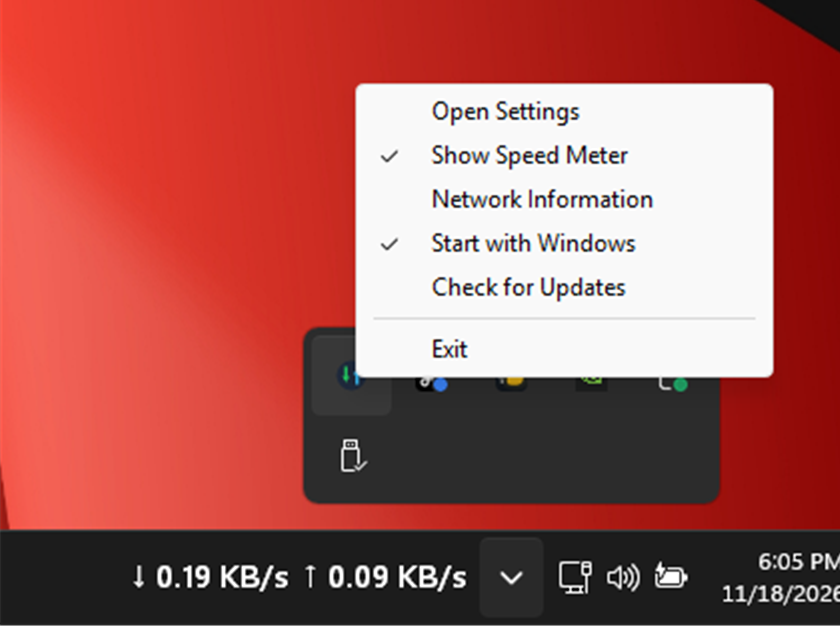 Open Settings
Show Speed Meter
Network Information
Start with Windows
Check for Updates
Exit
↓ 0.19 KB/s ↑ 0.09 KB/s
6:05 PM
11/18/2026